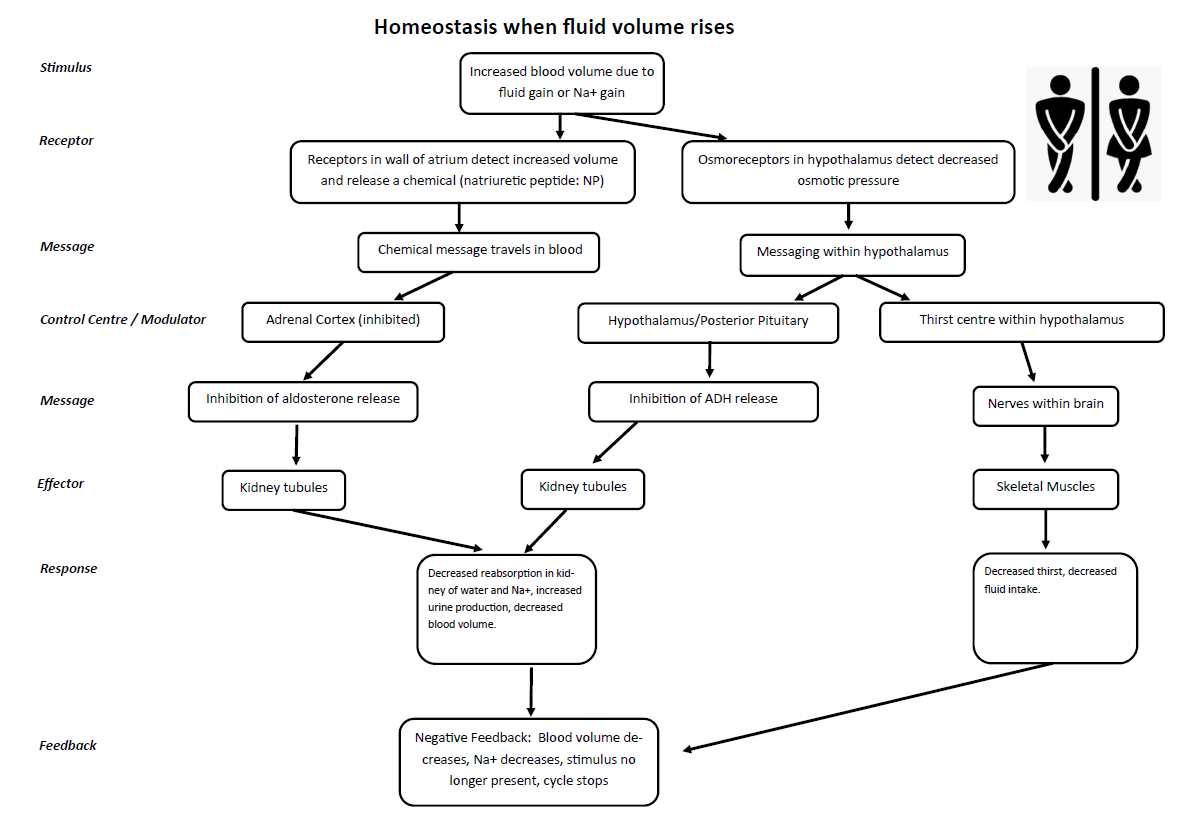 Homeostasis when fluid volume rises
Stimulus
Increased blood volume due to
fluid gain or Na+ gain
Receptor
Receptors in wall of atrium detect increased volume
and release a chemical (natriuretic peptide: NP)
Osmoreceptors in hypothalamus detect decreased
osmotic pressure
Message
Chemical message travels in blood
Messaging within hypothalamus
Control Centre / Modulator
Adrenal Cortex (inhibited)
Hypothalamus/Posterior Pituitary
Thirst centre within hypothalamus
Message
Inhibition of aldosterone release
Inhibition of ADH release
Nerves within brain
Effector
Kidney tubules
Kidney tubules
Skeletal Muscles
Response
Decreased reabsorption in kid-
ney of water and Na+, increased
urine production, decreased
blood volume.
Decreased thirst, decreased
fluid intake.
Feedback
Negative Feedback:  Blood volume de-
creases, Na+ decreases, stimulus no
longer present, cycle stops